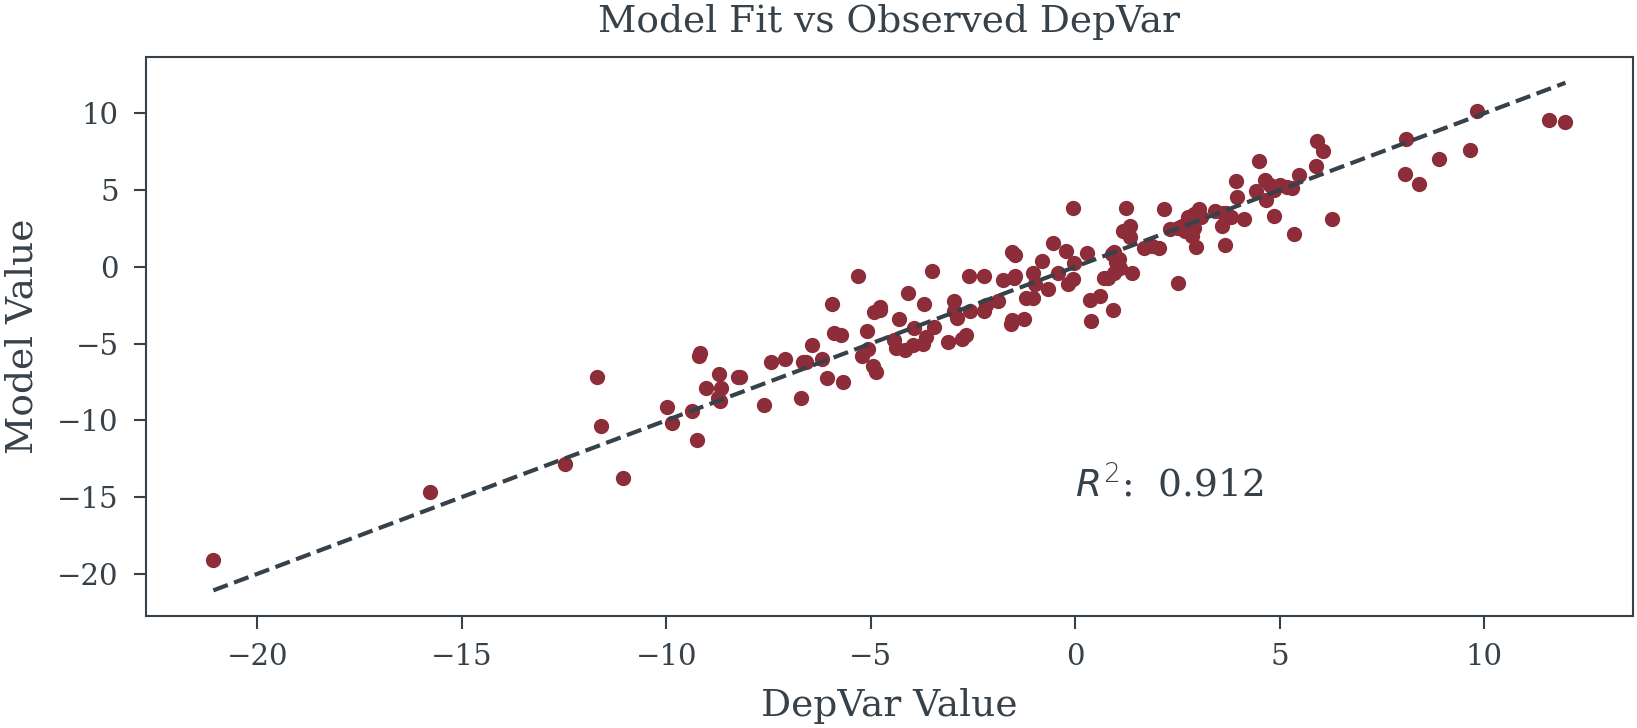 Model Fit vs Observed DepVar
Model Value
10
5
0
−5
−10
−15
−20
R²: 0.912
−20 −15 −10 −5 0 5 10
DepVar Value